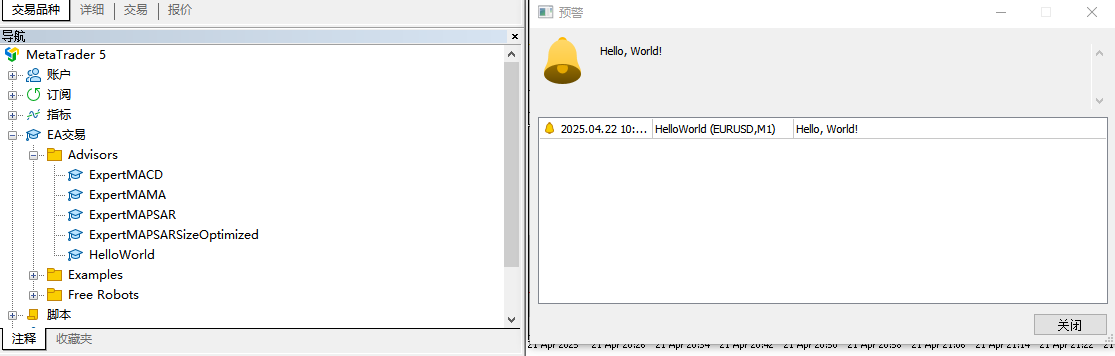 交易品种 详细 交易 报价
导航
MetaTrader 5
账户
订阅
指标
EA交易
Advisors
ExpertMACD
ExpertMAMA
ExpertMAPSAR
ExpertMAPSARSizeOptimized
HelloWorld
Examples
Free Robots
脚本
注释 收藏夹
预警
Hello, World!
2025.04.22 10:... HelloWorld (EURUSD,M1) Hello, World!
关闭
21 Apr 2025 21 Apr 20:26 21 Apr 20:34 21 Apr 20:42 21 Apr 20:50 21 Apr 20:58 21 Apr 21:06 21 Apr 21:14 21 Apr 21:22